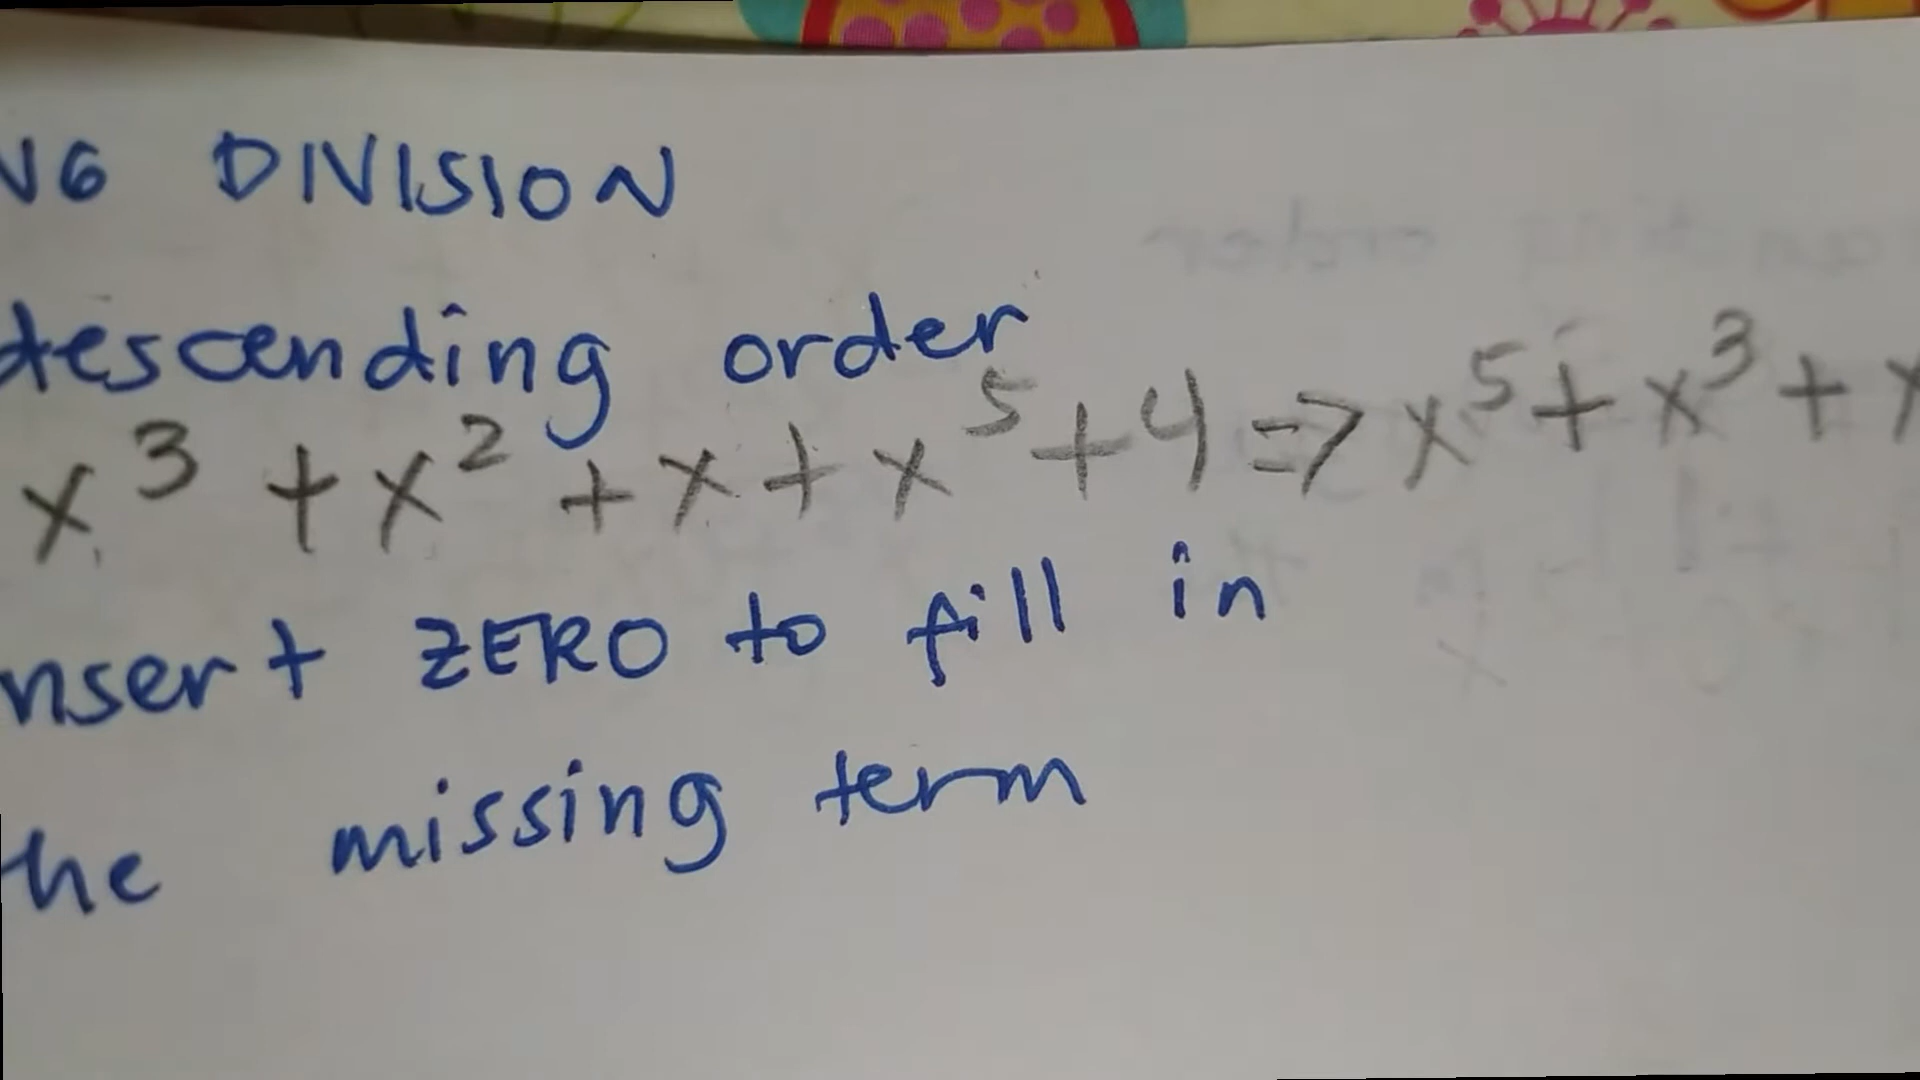 NG DIVISION
descending order
x³ + x² + x + x⁵ + 4 => x⁵ + x³ + x
nsert ZERO to fill in
he missing term